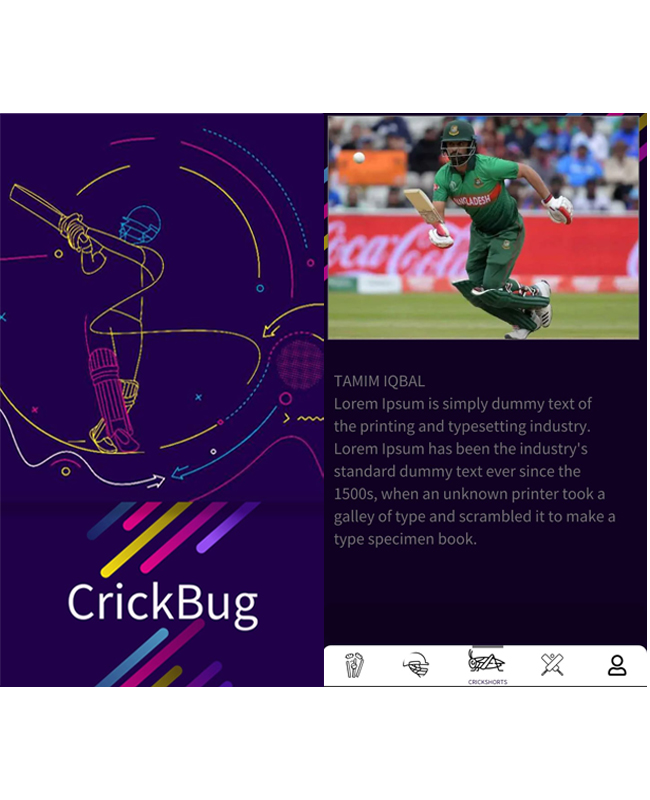 CrickBug
BANGLADESH
Coca-Cola
TAMIM IQBAL
Lorem Ipsum is simply dummy text of
the printing and typesetting industry.
Lorem Ipsum has been the industry's
standard dummy text ever since the
1500s, when an unknown printer took a
galley of type and scrambled it to make a
type specimen book.
CRICKSHORTS